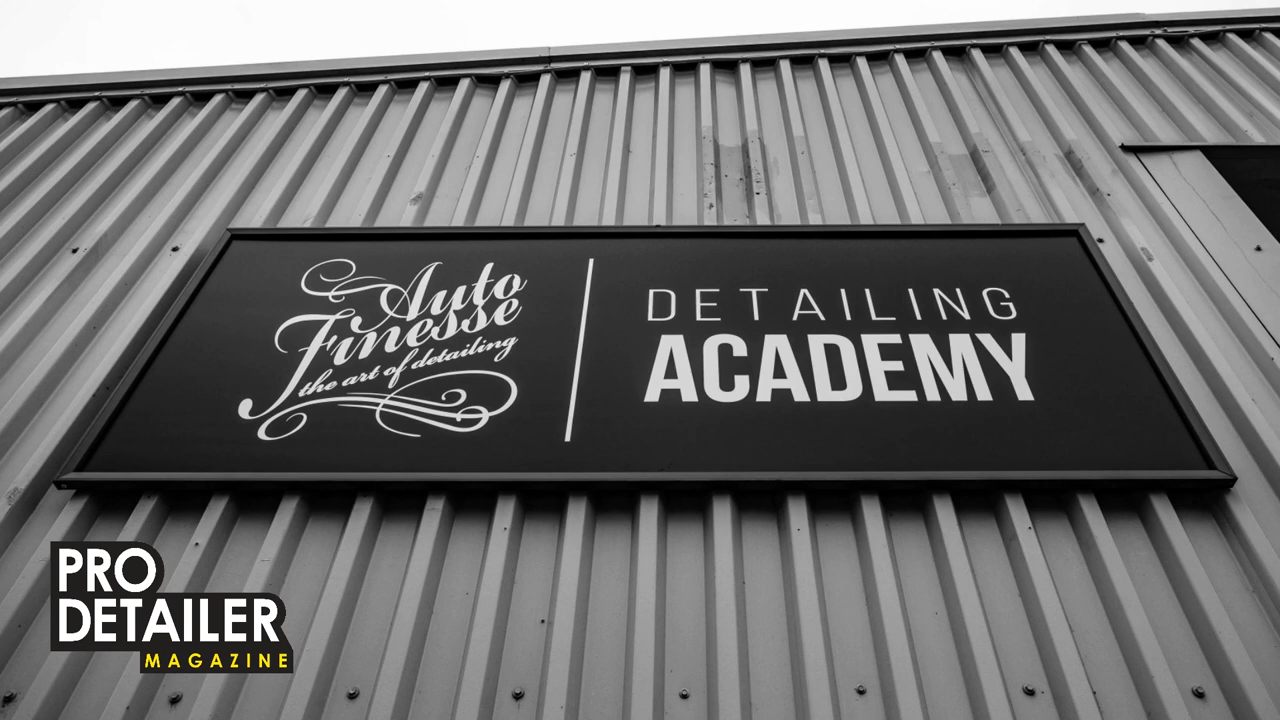 Auto
Finesse
the art of detailing
DETAILING
ACADEMY
PRO
DETAILER
MAGAZINE